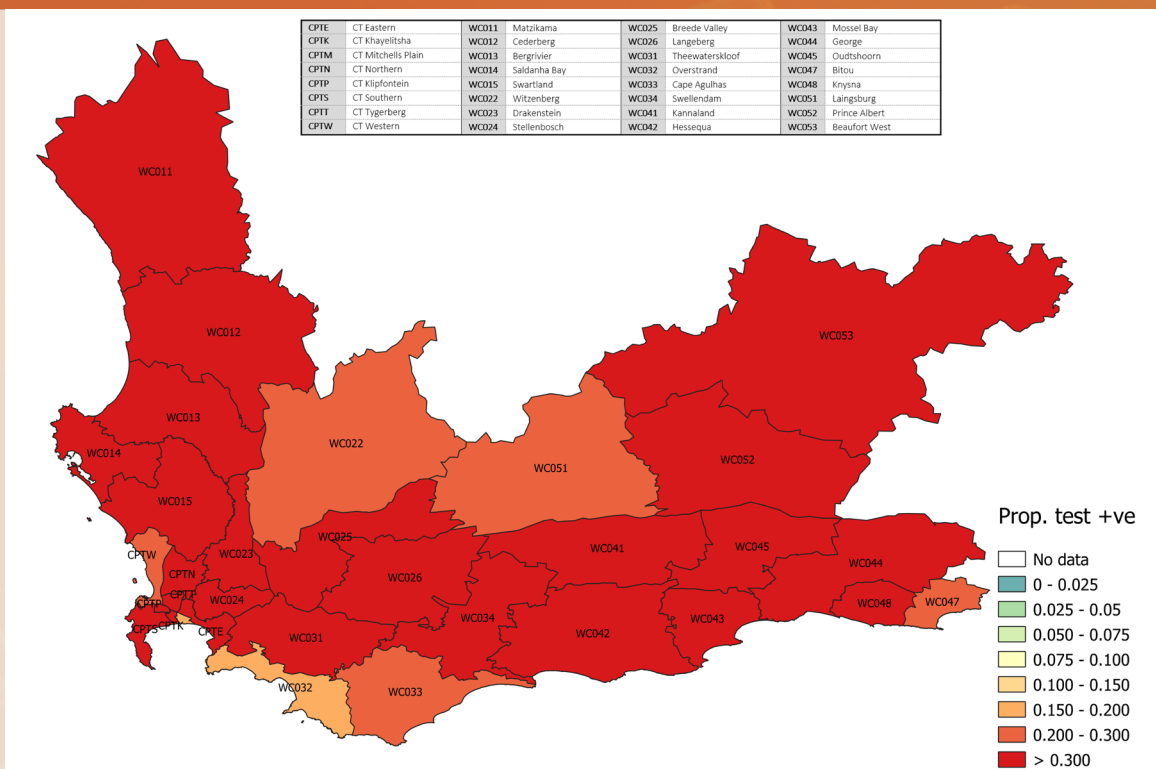 CPTE CT Eastern WC011 Matzikama WC025 Breede Valley WC043 Mossel Bay
CPTK CT Khayelitsha WC012 Cederberg WC026 Langeberg WC044 George
CPTM CT Mitchells Plain WC013 Bergrivier WC031 Theewaterskloof WC045 Oudtshoorn
CPTN CT Northern WC014 Saldanha Bay WC032 Overstrand WC047 Bitou
CPTP CT Klipfontein WC015 Swartland WC033 Cape Agulhas WC048 Knysna
CPTS CT Southern WC022 Witzenberg WC034 Swellendam WC051 Laingsburg
CPTT CT Tygerberg WC023 Drakenstein WC041 Kannaland WC052 Prince Albert
CPTW CT Western WC024 Stellenbosch WC042 Hessequa WC053 Beaufort West
WC011
WC012
WC053
WC013
WC022
WC014
WC051
WC052
WC015
WC025
CPTW
WC023
WC041
WC045
WC044
CPTN
WC026
CPTT
CPTP
WC024
WC047
WC048
CPTS
CPTK
CPTE
WC031
WC034
WC042
WC043
WC032
WC033
Prop. test +ve
No data
0 - 0.025
0.025 - 0.05
0.050 - 0.075
0.075 - 0.100
0.100 - 0.150
0.150 - 0.200
0.200 - 0.300
> 0.300